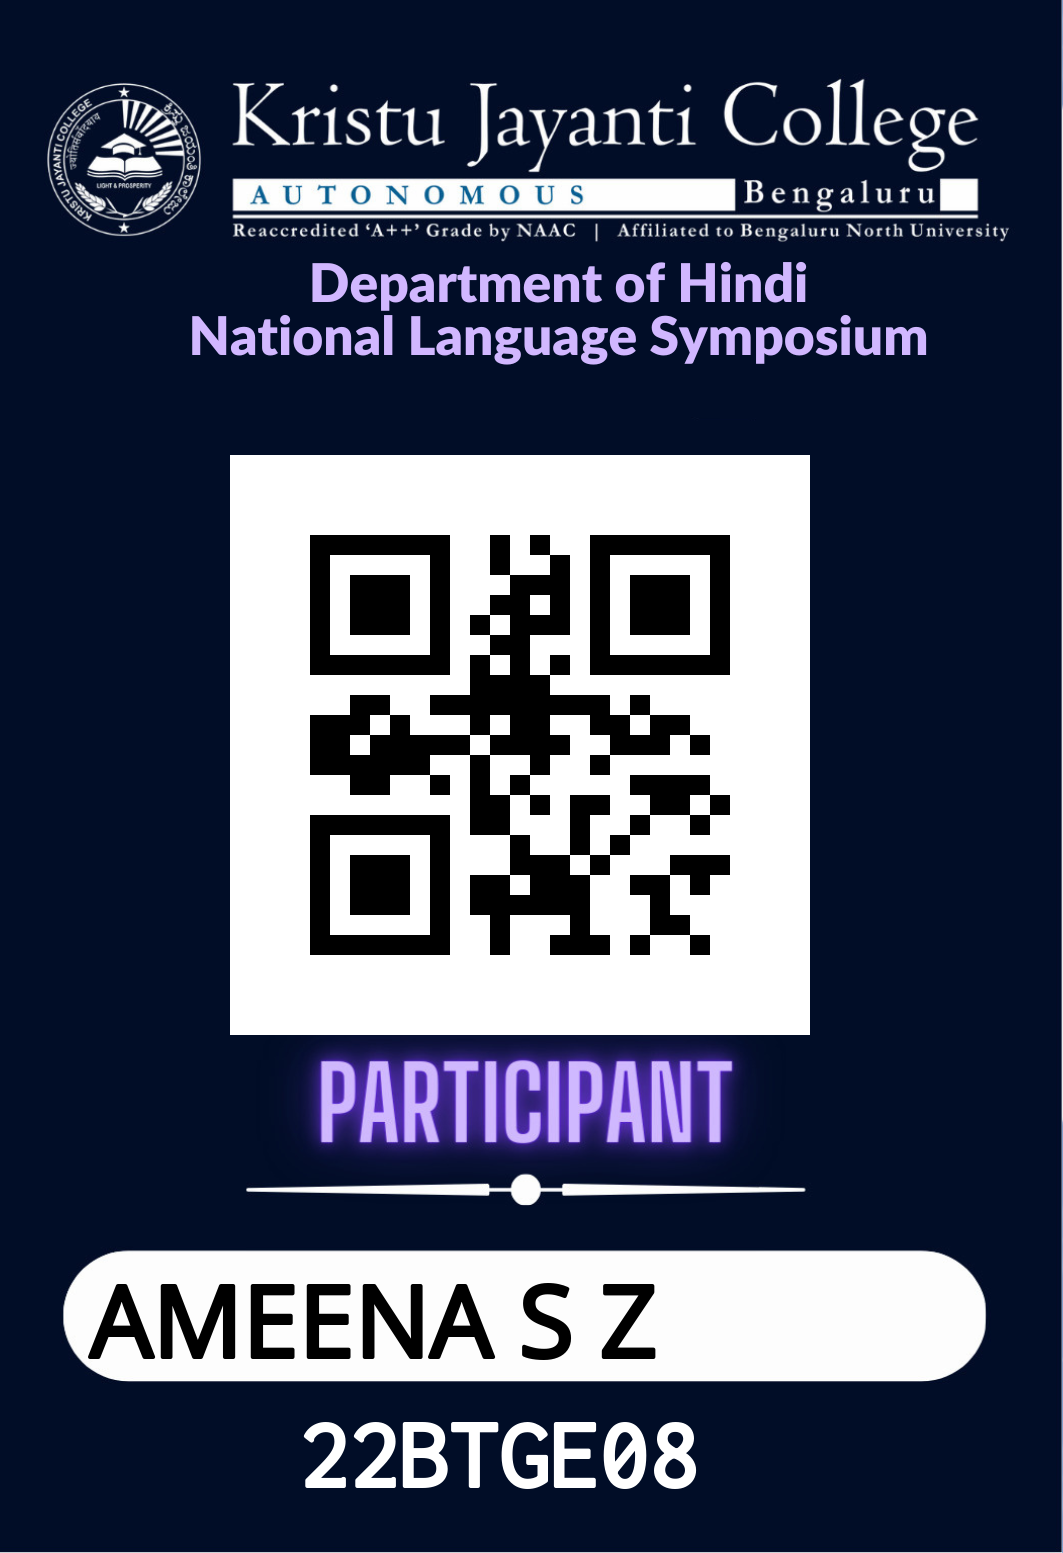 KRISTU JAYANTI COLLEGE
LIGHT & PROSPERITY
Kristu Jayanti College
AUTONOMOUS Bengaluru
Reaccredited ‘A++’ Grade by NAAC | Affiliated to Bengaluru North University
Department of Hindi
National Language Symposium
PARTICIPANT
AMEENA S Z
22BTGE08